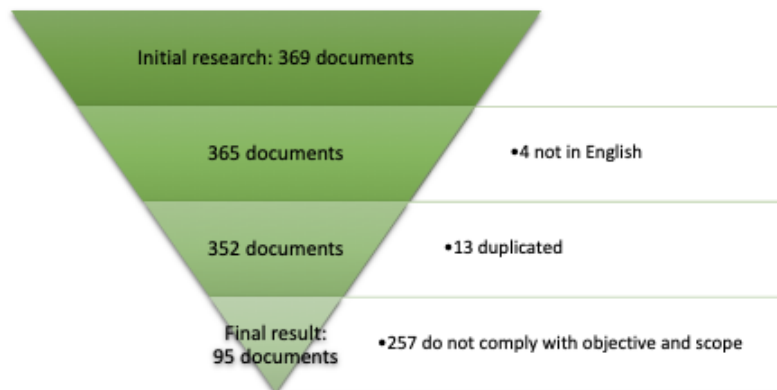 Initial research: 369 documents
365 documents
•4 not in English
352 documents
•13 duplicated
Final result:
95 documents
•257 do not comply with objective and scope